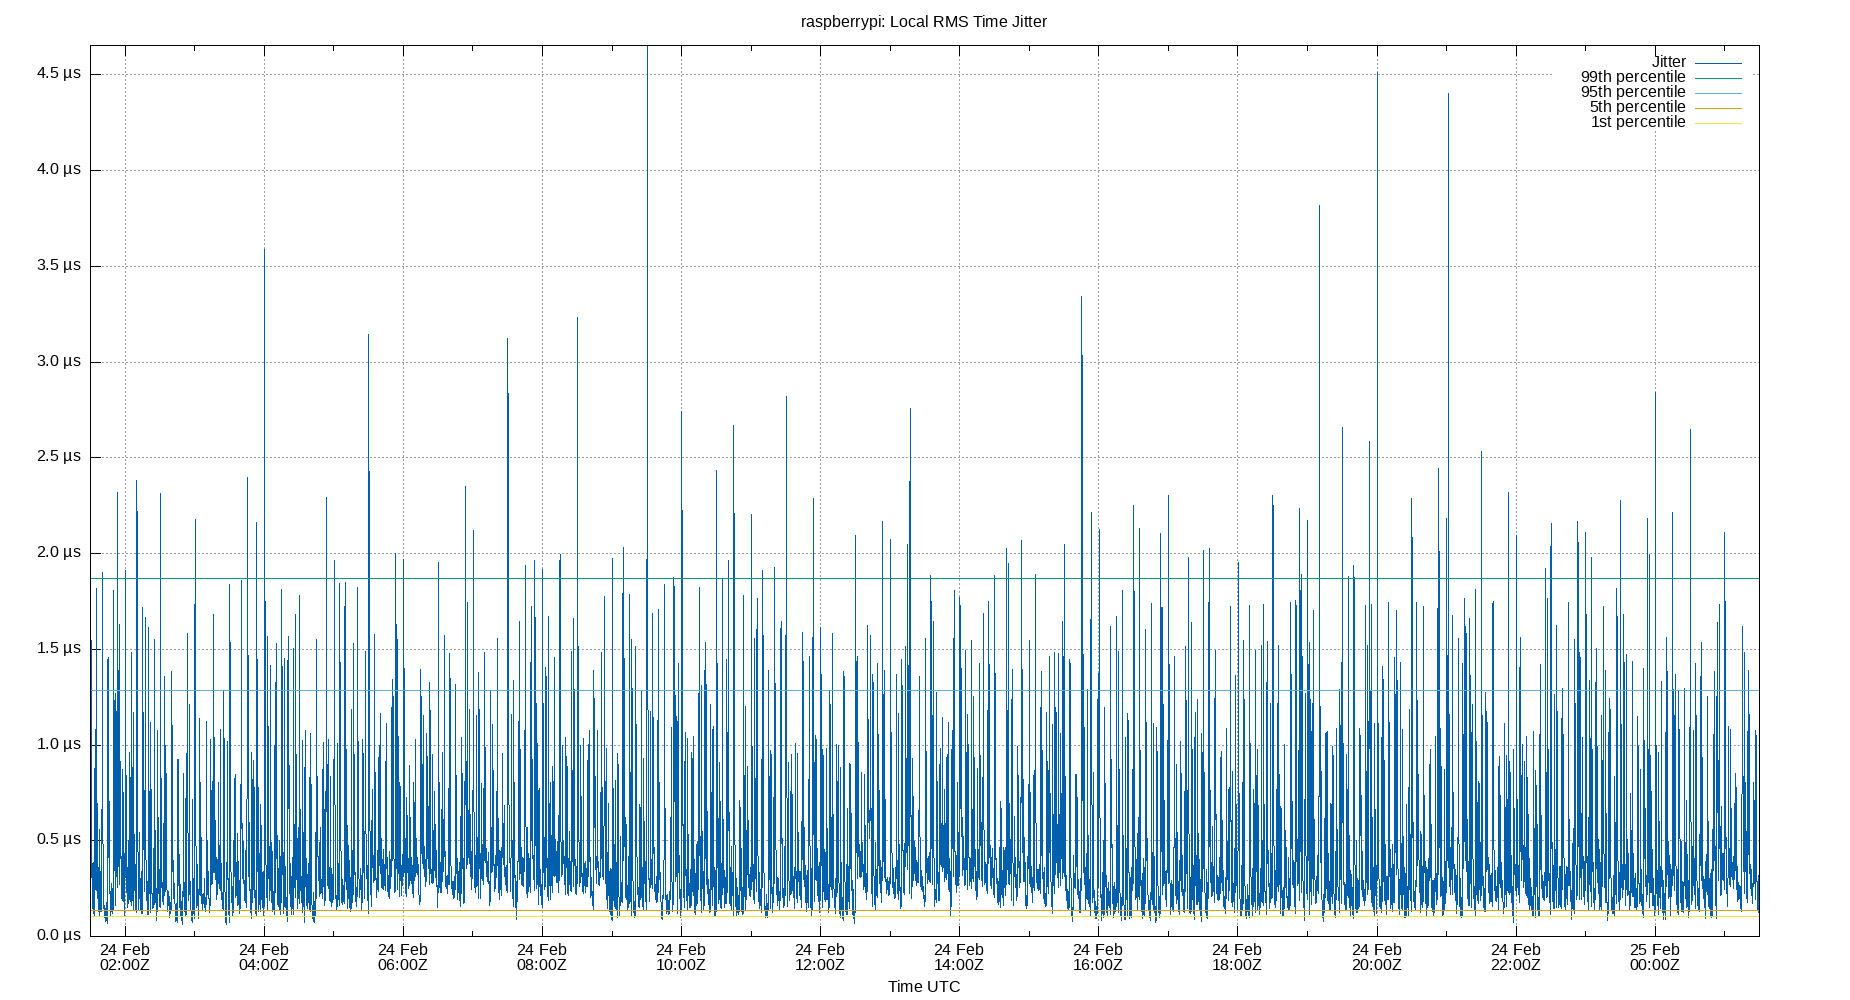 raspberrypi: Local RMS Time Jitter
Jitter
99th percentile
95th percentile
5th percentile
1st percentile
4.5 µs
4.0 µs
3.5 µs
3.0 µs
2.5 µs
2.0 µs
1.5 µs
1.0 µs
0.5 µs
0.0 µs
24 Feb 24 Feb 24 Feb 24 Feb 24 Feb 24 Feb 24 Feb 24 Feb 24 Feb 24 Feb 24 Feb 25 Feb
02:00Z 04:00Z 06:00Z 08:00Z 10:00Z 12:00Z 14:00Z 16:00Z 18:00Z 20:00Z 22:00Z 00:00Z
Time UTC